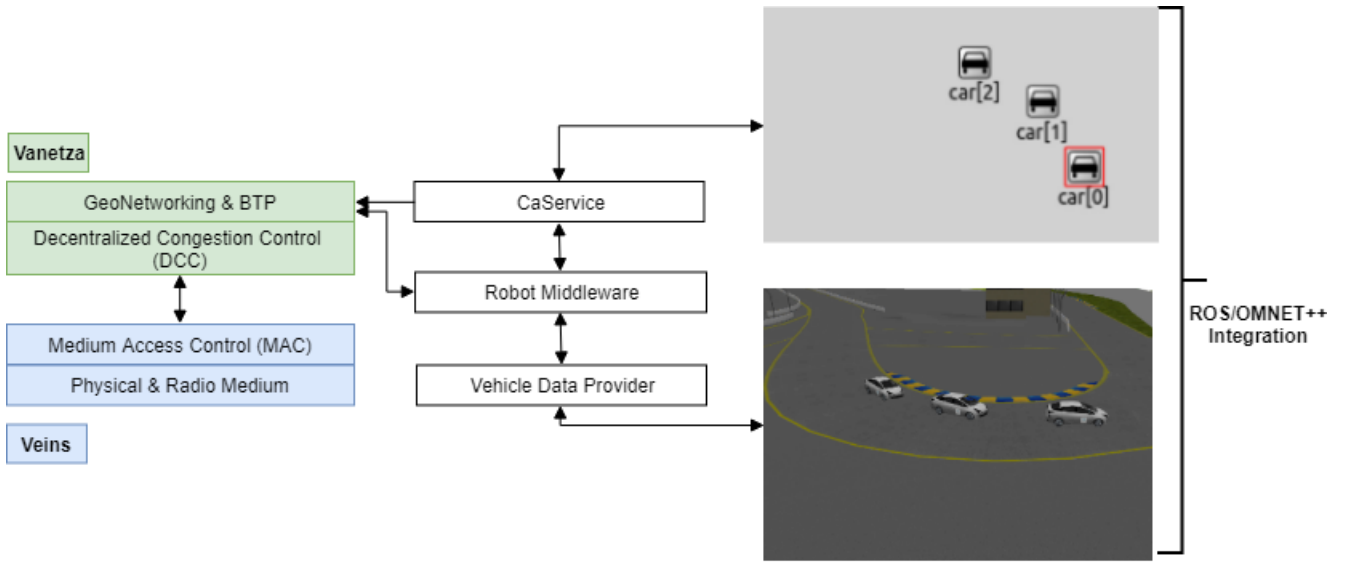 Vanetza
GeoNetworking & BTP
Decentralized Congestion Control
(DCC)
Medium Access Control (MAC)
Physical & Radio Medium
Veins
CaService
Robot Middleware
Vehicle Data Provider
car[2]
car[1]
car[0]
ROS/OMNET++
Integration